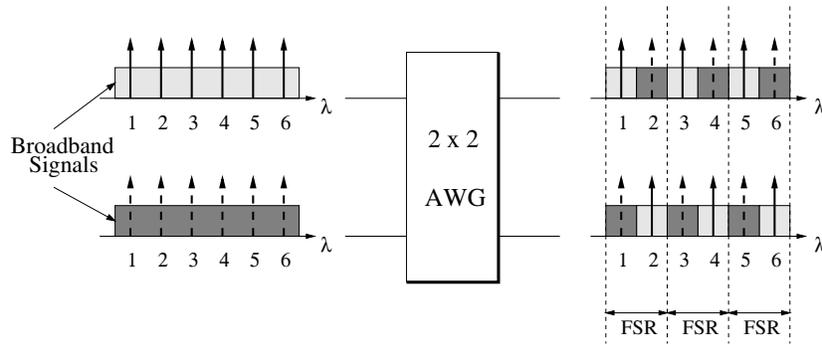 1 2 3 4 5 6 λ
1 2 3 4 5 6 λ
Broadband
Signals
2 x 2
AWG
1 2 3 4 5 6 λ
1 2 3 4 5 6 λ
FSR FSR FSR